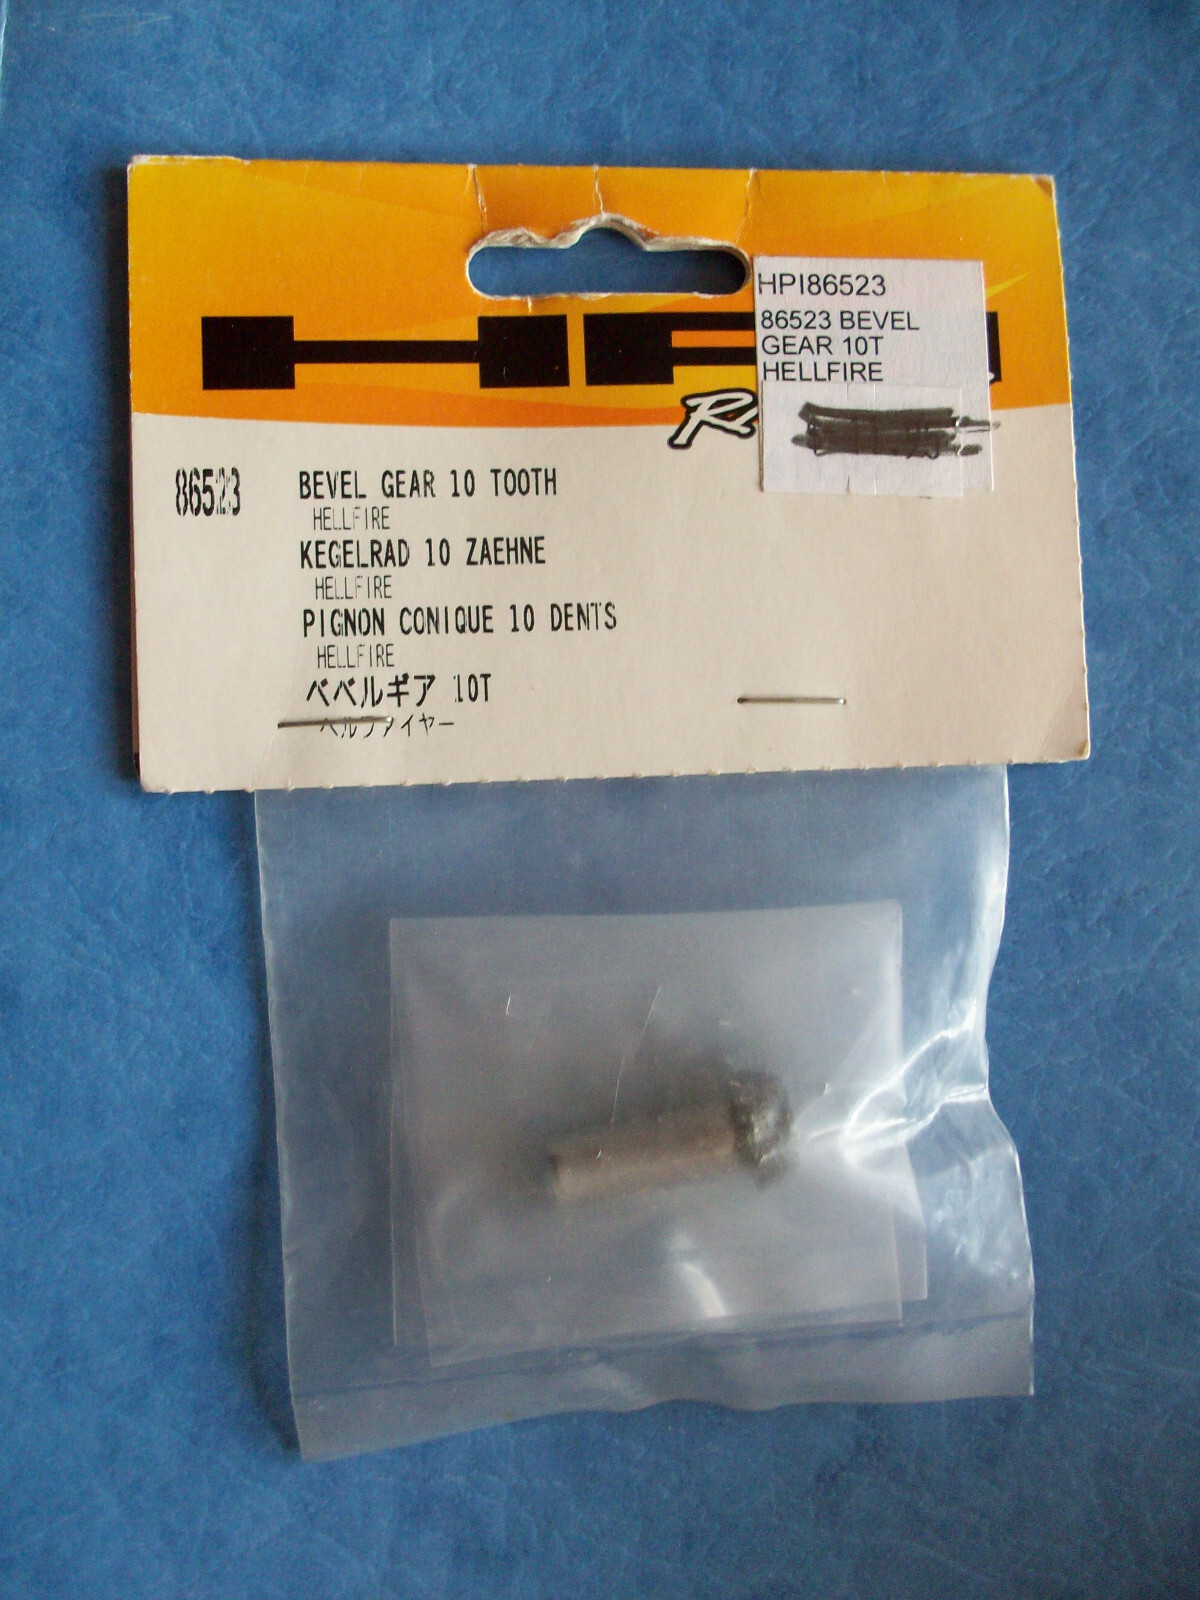 HPI86523
86523 BEVEL
GEAR 10T
HELLFIRE
86523 BEVEL GEAR 10 TOOTH
HELLFIRE
KEGELRAD 10 ZAEHNE
HELLFIRE
PIGNON CONIQUE 10 DENTS
HELLFIRE
ベベルギア 10T
ヘルファイヤー